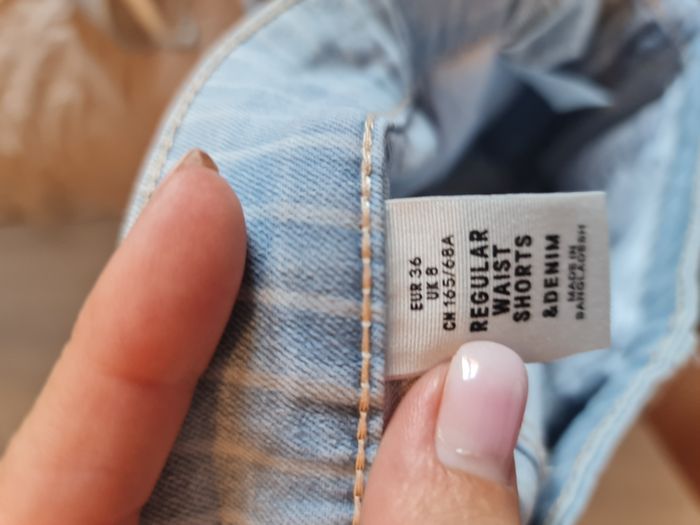 EUR 36
UK 8
CN 165/68A
REGULAR
WAIST
SHORTS
&DENIM
MADE IN
BANGLADESH